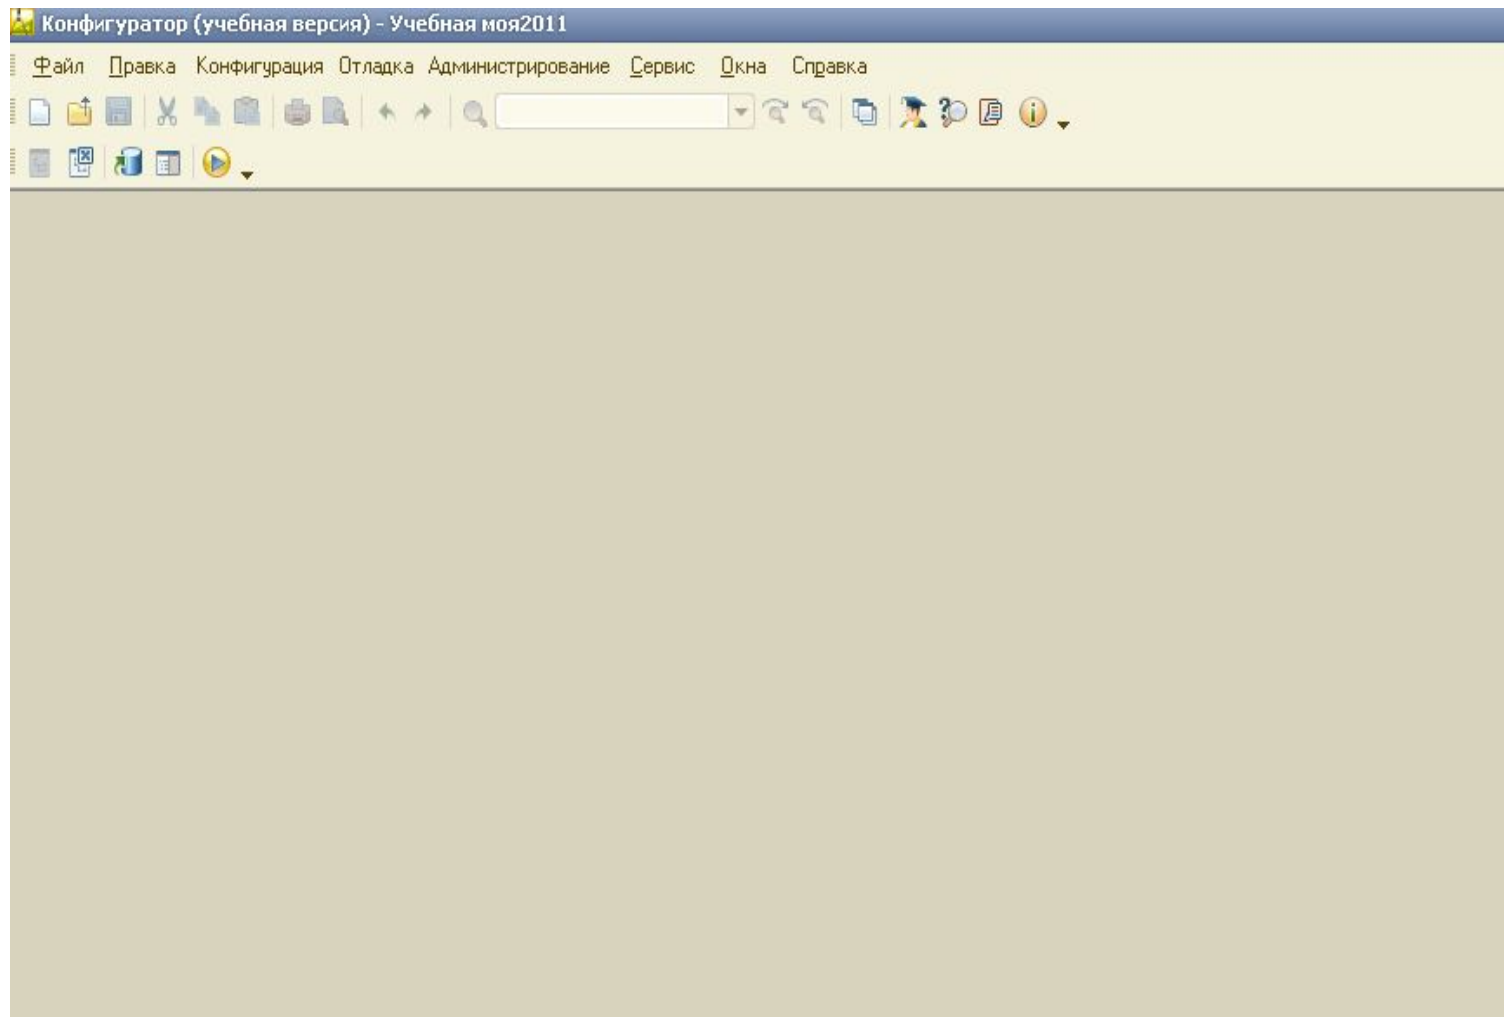 Конфигуратор (учебная версия) - Учебная моя2011
Файл Правка Конфигурация Отладка Администрирование Сервис Окна Справка